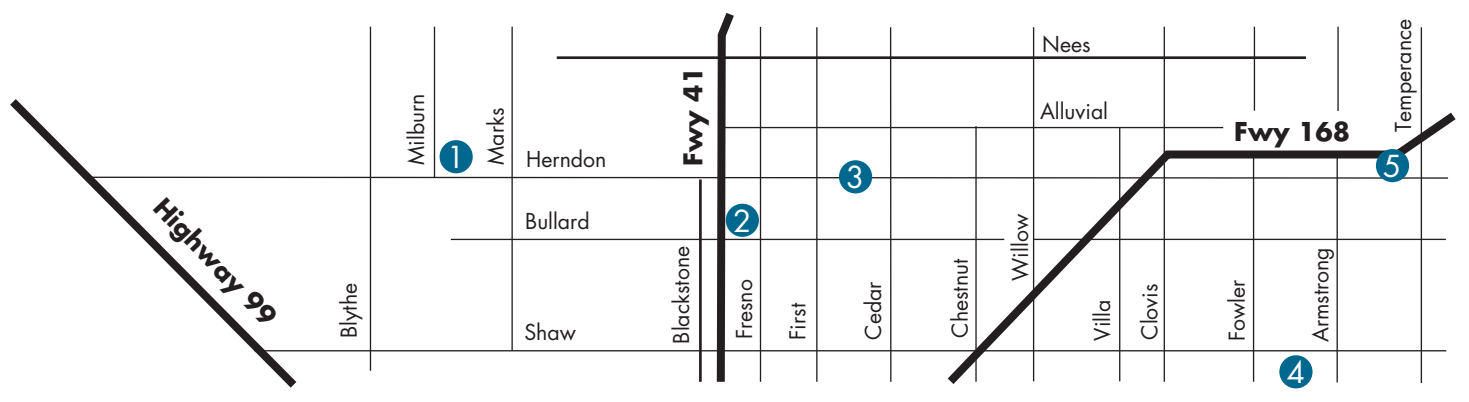 Nees
Temperance
Milburn
Marks
Fwy 41
Alluvial
Fwy 168
1
Herndon
3
5
Highway 99
Bullard
2
Willow
Blythe
Shaw
Blackstone
Fresno
First
Cedar
Chestnut
Villa
Clovis
Fowler
Armstrong
4